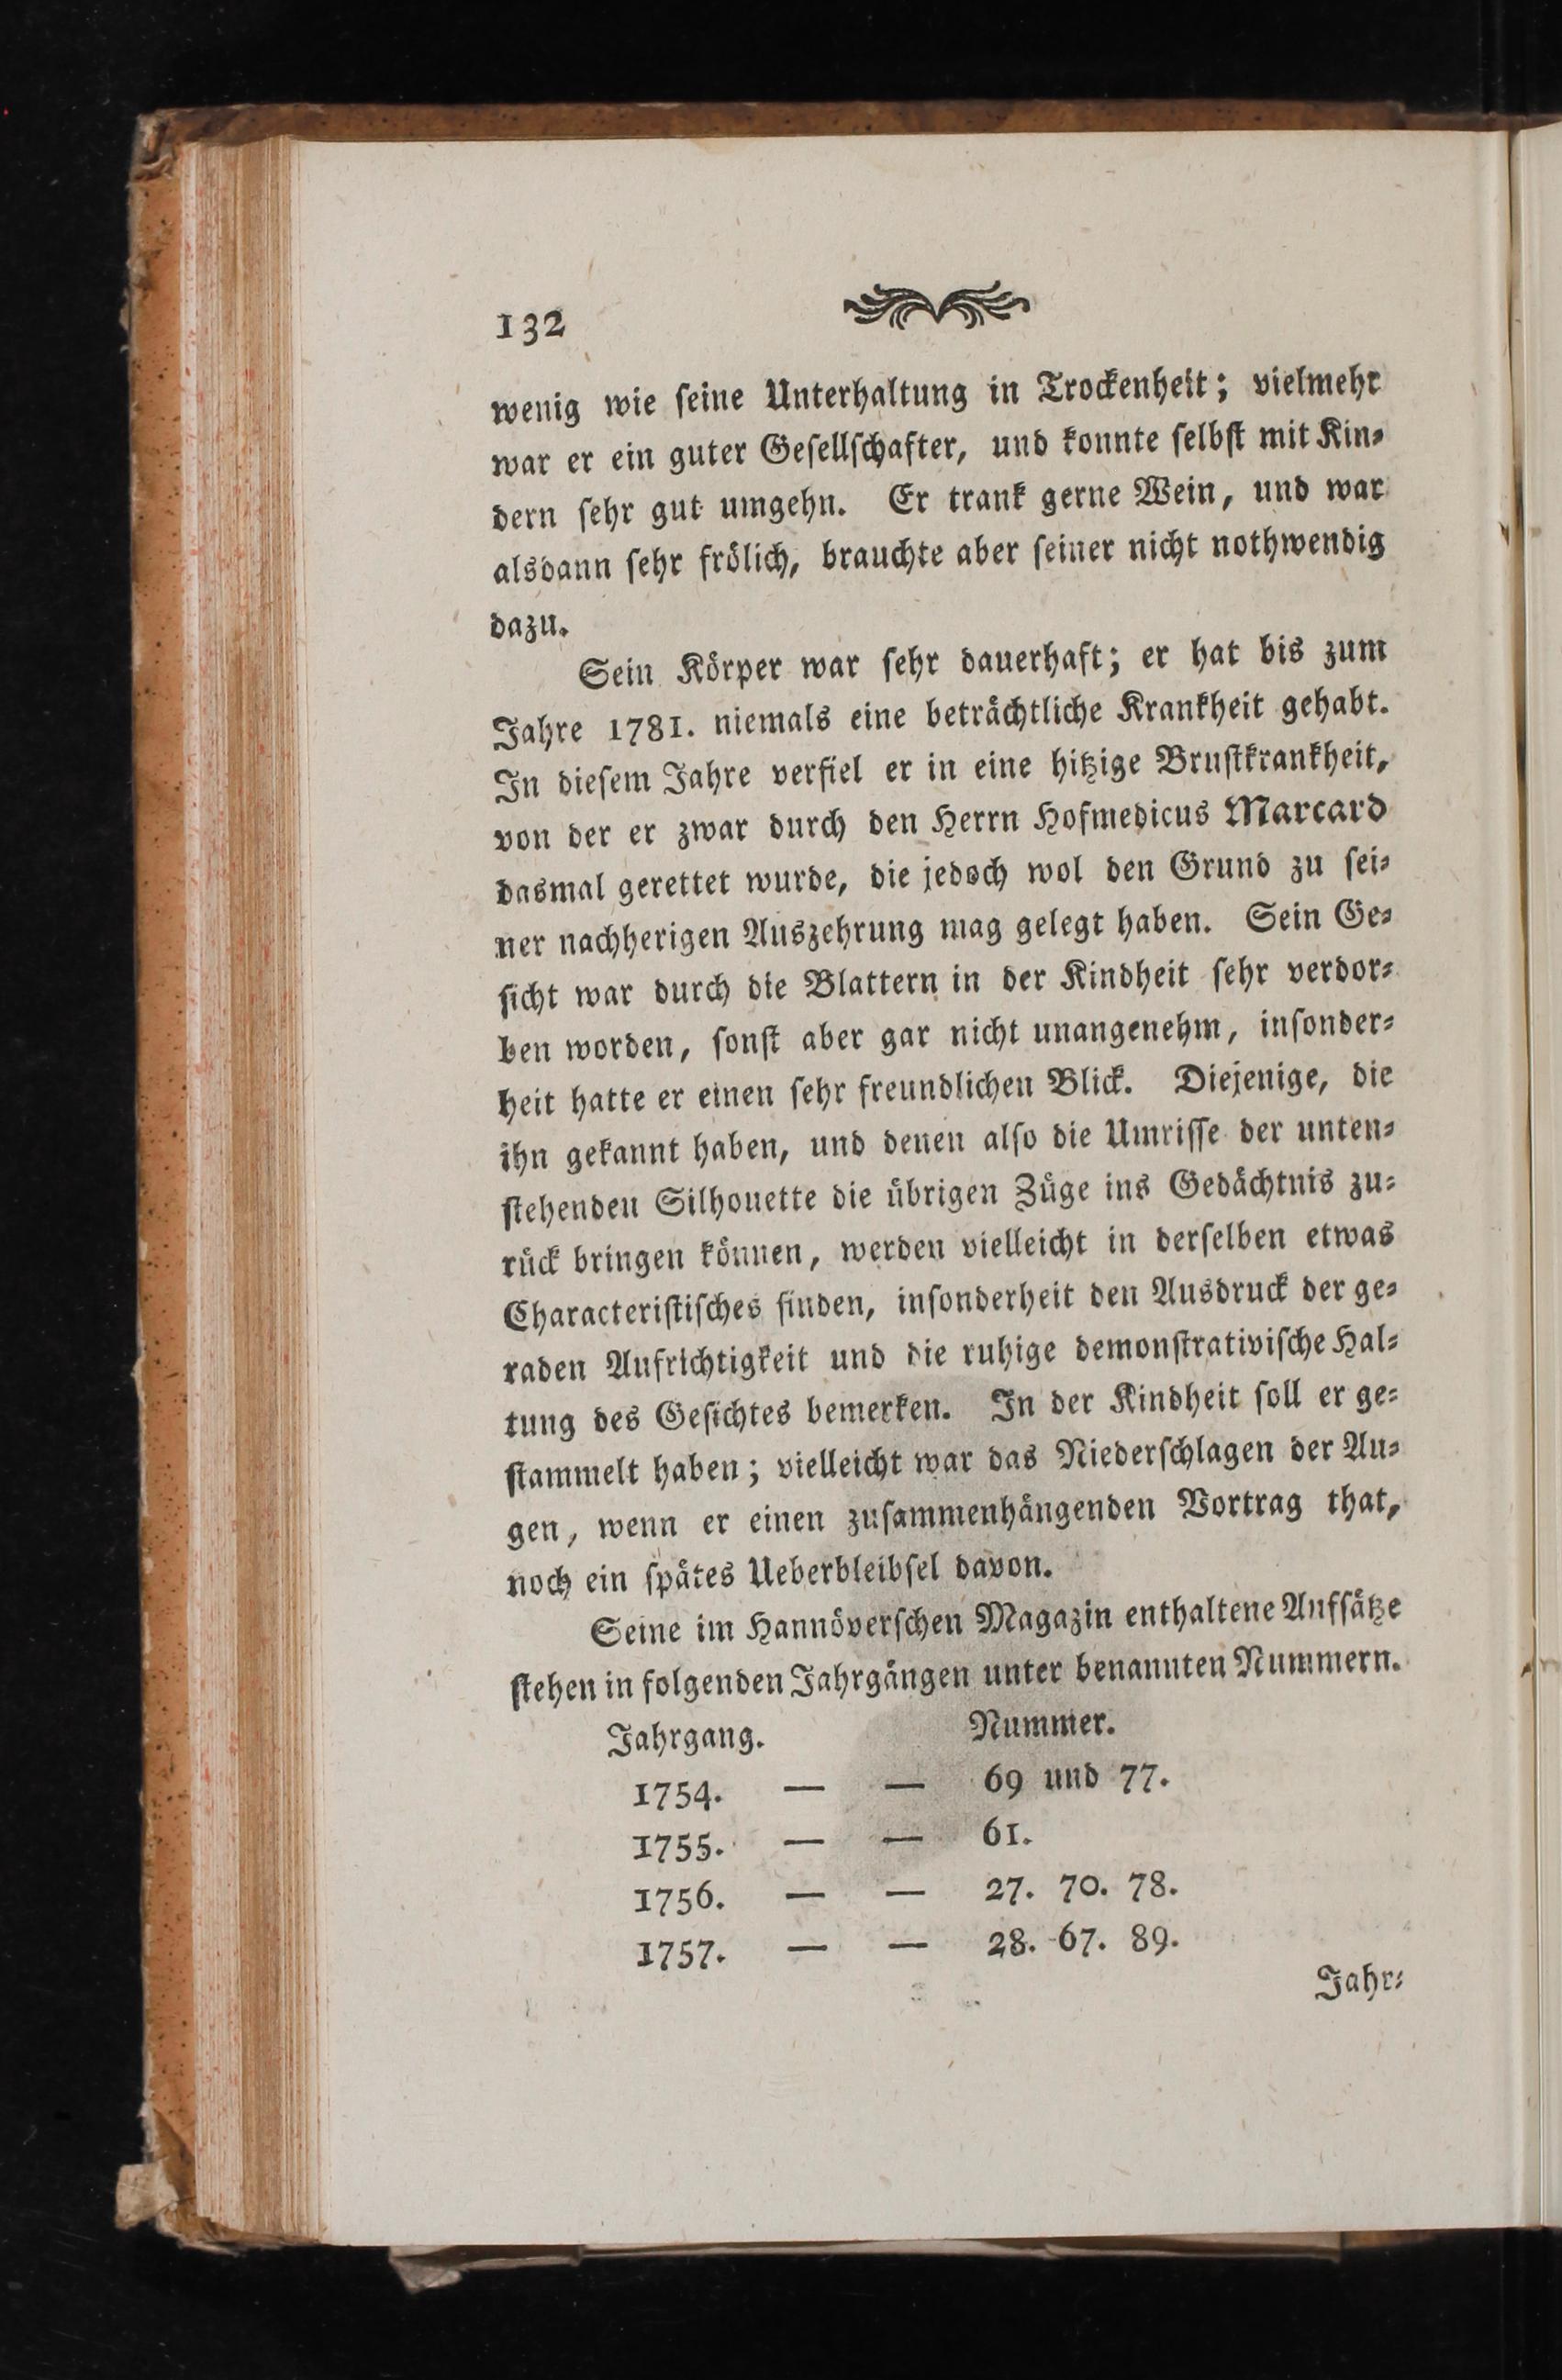 132
wenig wie ſeine Unterhaltung in Trockenheit; vielmehr
war er ein guter Geſellſchafter, und konnte ſelbſt mit Kin⸗
dern ſehr gut umgehn. Er trank gerne Wein, und war
alsdann ſehr frölich, brauchte aber ſeiner nicht nothwendig
dazu.
Sein Körper war ſehr dauerhaft; er hat bis zum
Jahre 1781. niemals eine beträchtliche Krankheit gehabt.
In dieſem Jahre verfiel er in eine hitzige Bruſtkrankheit,
von der er zwar durch den Herrn Hofmedicus Marcard
dasmal gerettet wurde, die jedoch wol den Grund zu ſei⸗
ner nachherigen Auszehrung mag gelegt haben. Sein Ge⸗
ſicht war durch die Blattern in der Kindheit ſehr verdor⸗
ben worden, ſonſt aber gar nicht unangenehm, inſonder⸗
heit hatte er einen ſehr freundlichen Blick. Diejenige, die
ihn gekannt haben, und denen alſo die Umriſſe der unten⸗
ſtehenden Silhouette die übrigen Züge ins Gedächtnis zu⸗
rück bringen können, werden vielleicht in derſelben etwas
Characteriſtiſches finden, inſonderheit den Ausdruck der ge⸗
raden Aufrichtigkeit und die ruhige demonſtrativiſche Hal⸗
tung des Geſichtes bemerken. In der Kindheit ſoll er ge⸗
ſtammelt haben; vielleicht war das Niederſchlagen der Au⸗
gen, wenn er einen zuſammenhängenden Vortrag that,
noch ein ſpätes Ueberbleibſel davon.
Seine im Hannöverſchen Magazin enthaltene Aufſätze
ſtehen in folgenden Jahrgängen unter benannten Nummern.
Jahrgang. Nummer.
1754. — — 69 und 77.
1755. — — 61.
1756. — — 27. 70. 78.
1757. — — 28. 67. 89.
Jahr⸗